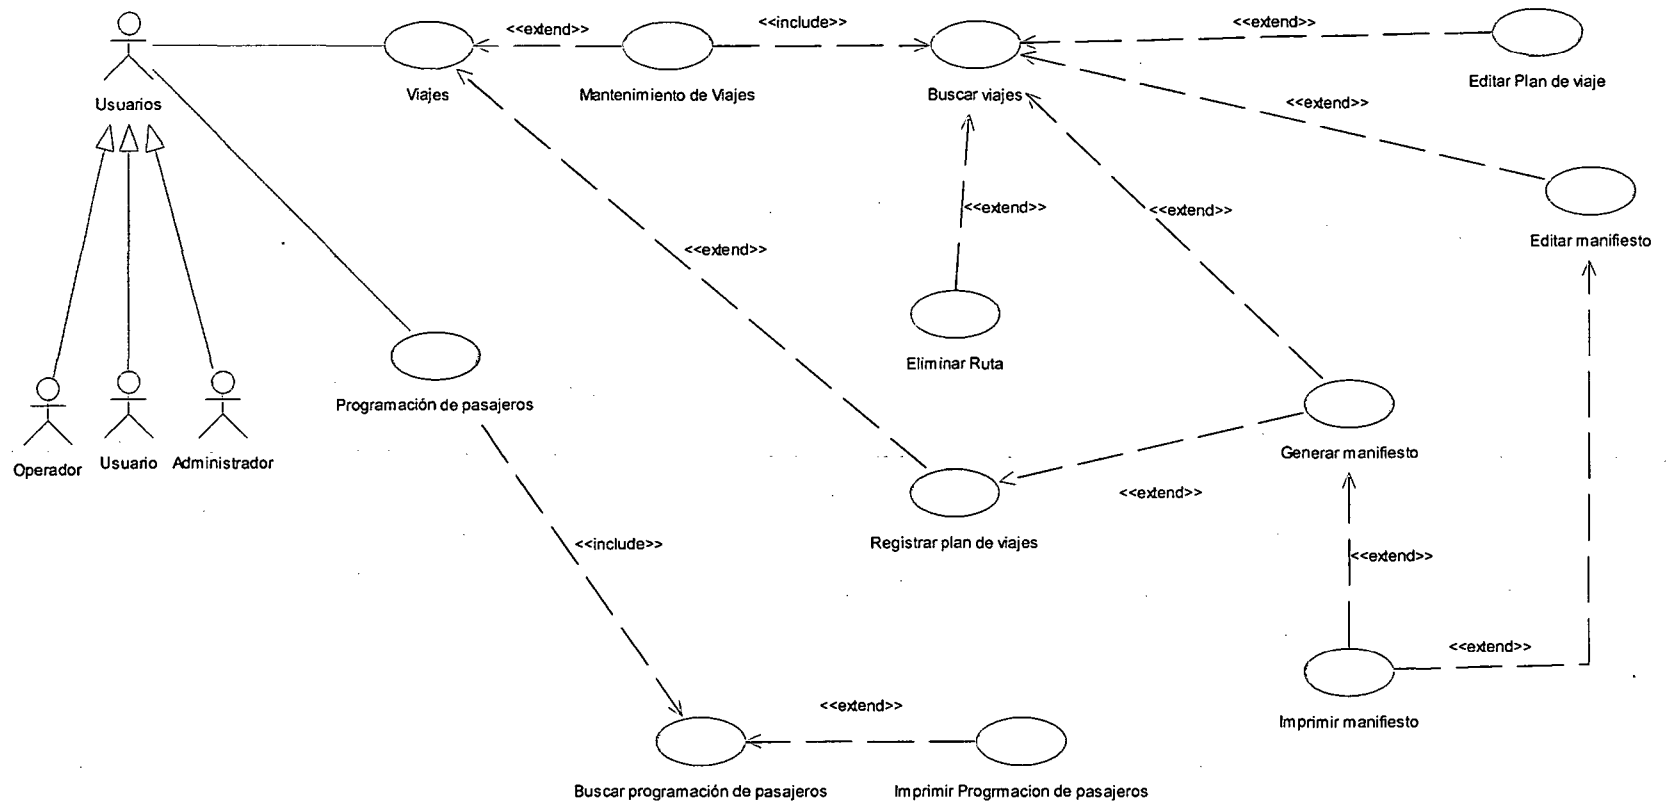 <<extend>>
<<include>>
<<extend>>
Usuarios
Viajes
Mantenimiento de Viajes
Buscar viajes
Editar Plan de viaje
<<extend>>
<<extend>>
<<extend>>
Editar manifiesto
<<extend>>
Eliminar Ruta
Programación de pasajeros
Operador
Usuario
Administrador
Generar manifiesto
<<extend>>
Registrar plan de viajes
<<include>>
<<extend>>
<<extend>>
Imprimir manifiesto
<<extend>>
Buscar programación de pasajeros
Imprimir Progrmacion de pasajeros